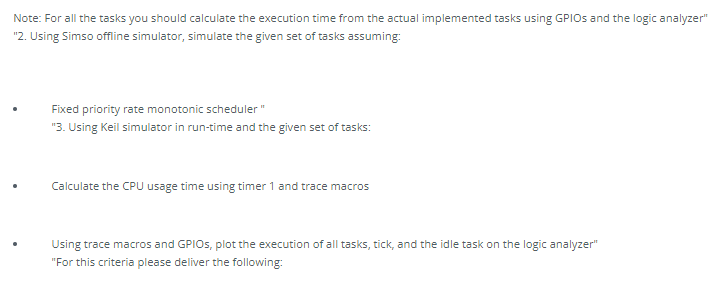 Note: For all the tasks you should calculate the execution time from the actual implemented tasks using GPIOs and the logic analyzer"
"2. Using Simso offline simulator, simulate the given set of tasks assuming:
• Fixed priority rate monotonic scheduler "
"3. Using Keil simulator in run-time and the given set of tasks:
• Calculate the CPU usage time using timer 1 and trace macros
• Using trace macros and GPIOs, plot the execution of all tasks, tick, and the idle task on the logic analyzer"
"For this criteria please deliver the following: